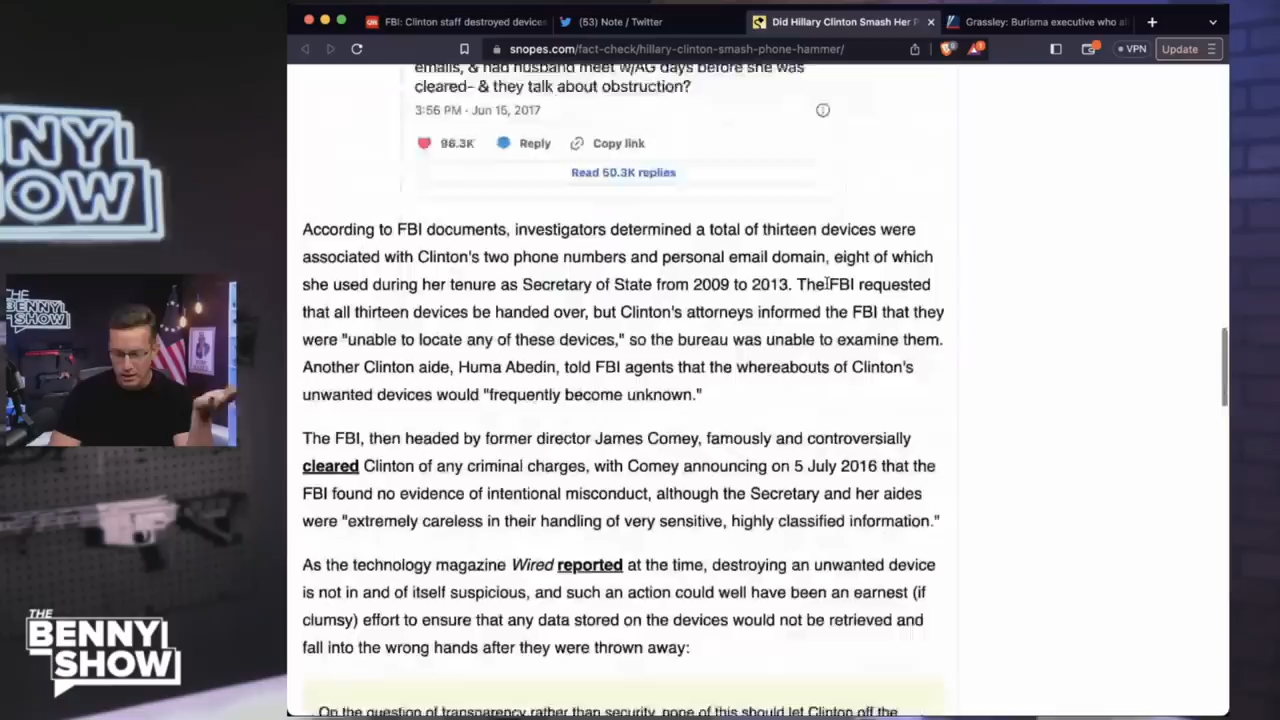 FBI: Clinton staff destroyed devices
(53) Note / Twitter
Did Hillary Clinton Smash Her P
Grassley: Burisma executive who al
snopes.com/fact-check/hillary-clinton-smash-phone-hammer/
VPN
Update
emails, & had husband meet w/AG days before she was
cleared- & they talk about obstruction?
3:56 PM · Jun 15, 2017
96.3K
Reply
Copy link
Read 50.3K replies
According to FBI documents, investigators determined a total of thirteen devices were
associated with Clinton's two phone numbers and personal email domain, eight of which
she used during her tenure as Secretary of State from 2009 to 2013. The FBI requested
that all thirteen devices be handed over, but Clinton's attorneys informed the FBI that they
were "unable to locate any of these devices," so the bureau was unable to examine them.
Another Clinton aide, Huma Abedin, told FBI agents that the whereabouts of Clinton's
unwanted devices would "frequently become unknown."
The FBI, then headed by former director James Comey, famously and controversially
cleared Clinton of any criminal charges, with Comey announcing on 5 July 2016 that the
FBI found no evidence of intentional misconduct, although the Secretary and her aides
were "extremely careless in their handling of very sensitive, highly classified information."
As the technology magazine Wired reported at the time, destroying an unwanted device
is not in and of itself suspicious, and such an action could well have been an earnest (if
clumsy) effort to ensure that any data stored on the devices would not be retrieved and
fall into the wrong hands after they were thrown away:
On the question of transparency rather than security, none of this should let Clinton off the
ENNY
OW
THE
BENNY
SHOW
THE
BENNY
SHOW